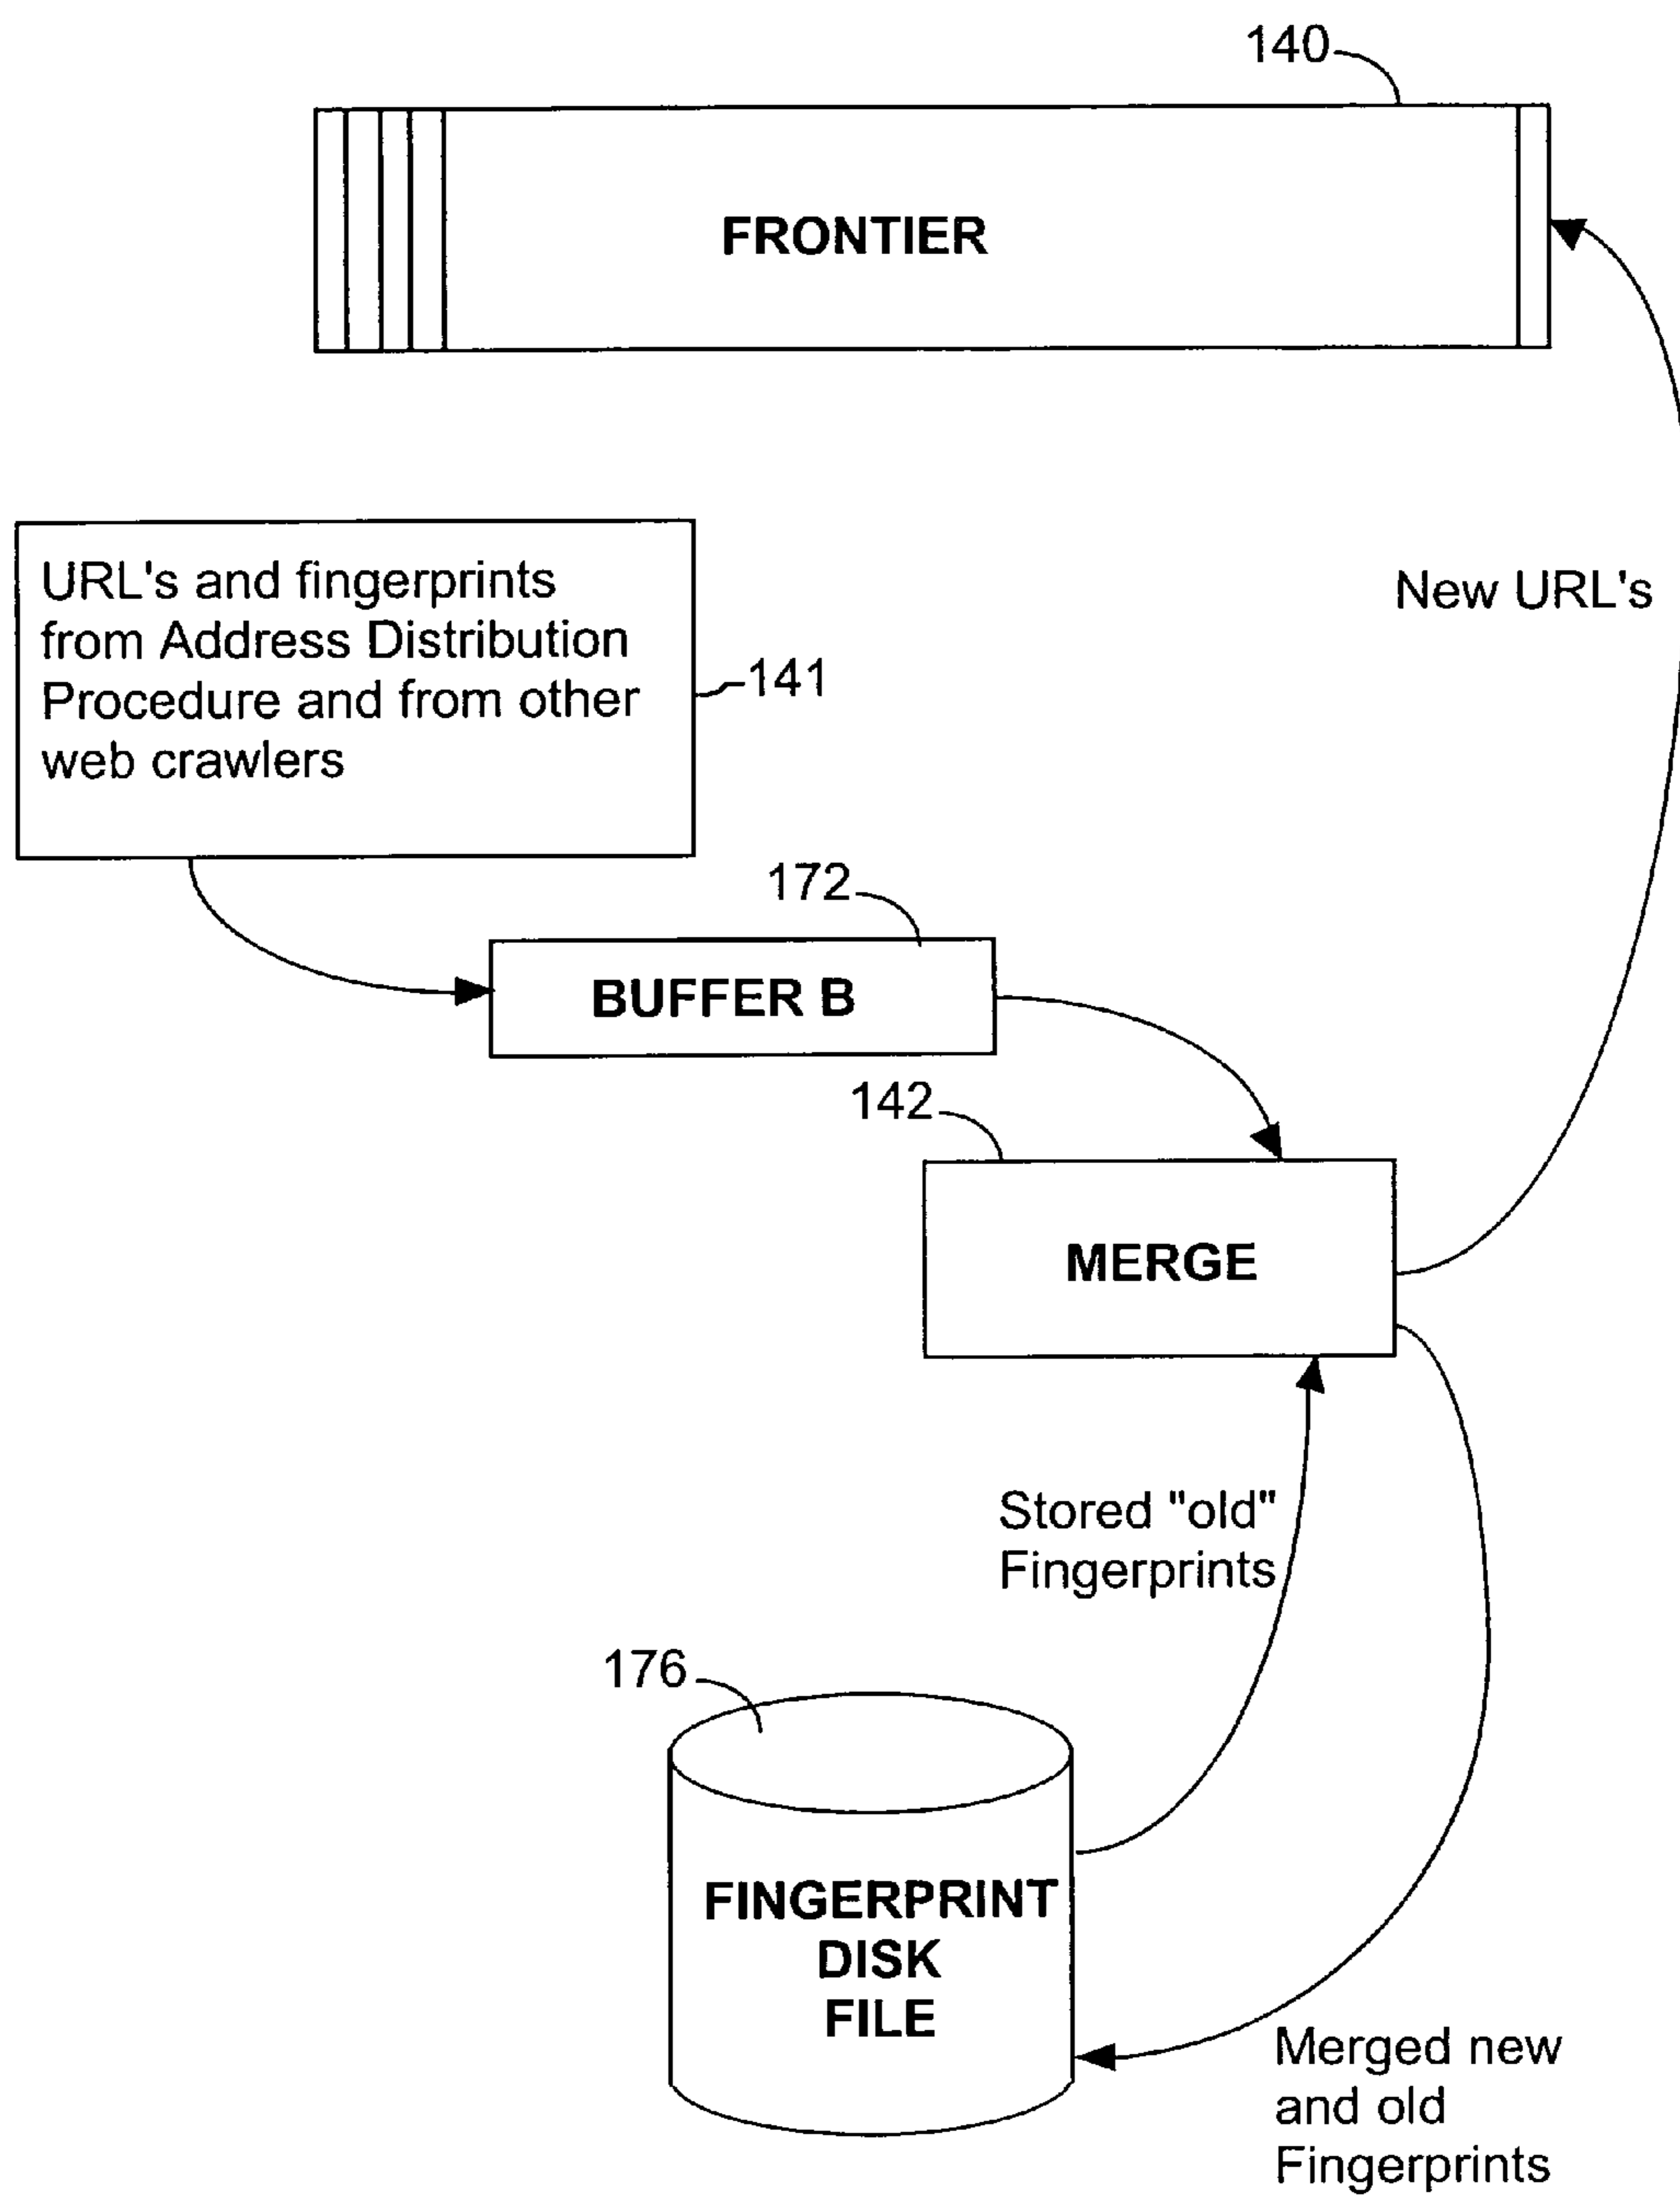 140
FRONTIER
URL's and fingerprints
from Address Distribution
Procedure and from other
web crawlers
141
New URL's
172
BUFFER B
142
MERGE
Stored "old"
Fingerprints
176
FINGERPRINT
DISK
FILE
Merged new
and old
Fingerprints